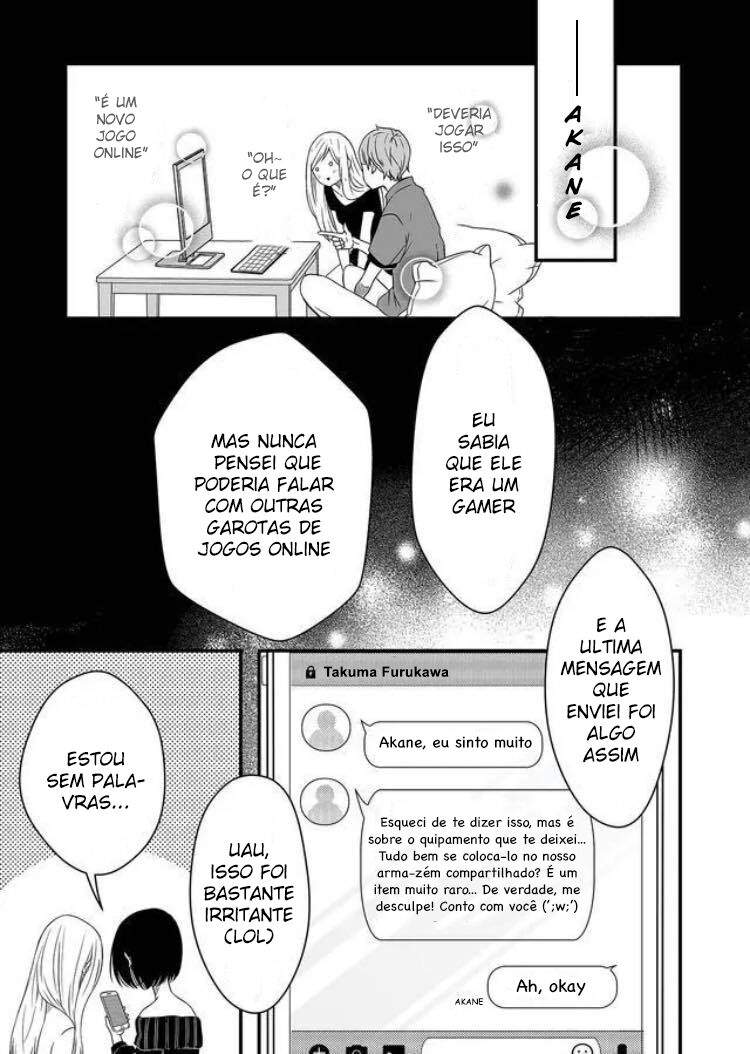 AKANE
"DEVERIA
JOGAR
ISSO"
"OH~
O QUE
É?"
"É UM
NOVO
JOGO
ONLINE"
EU
SABIA
QUE ELE
ERA UM
GAMER
MAS NUNCA
PENSEI QUE
PODERIA FALAR
COM OUTRAS
GAROTAS DE
JOGOS ONLINE
E A
ULTIMA
MENSAGEM
QUE
ENVIEI FOI
ALGO
ASSIM
Takuma Furukawa
Akane, eu sinto muito
Esqueci de te dizer isso, mas é
sobre o quipamento que te deixei...
Tudo bem se coloca-lo no nosso
arma-zém compartilhado? É um
item muito raro... De verdade, me
desculpe! Conto com você (';w;')
Ah, okay
AKANE
UAU,
ISSO FOI
BASTANTE
IRRITANTE
(LOL)
ESTOU
SEM PALA-
VRAS...